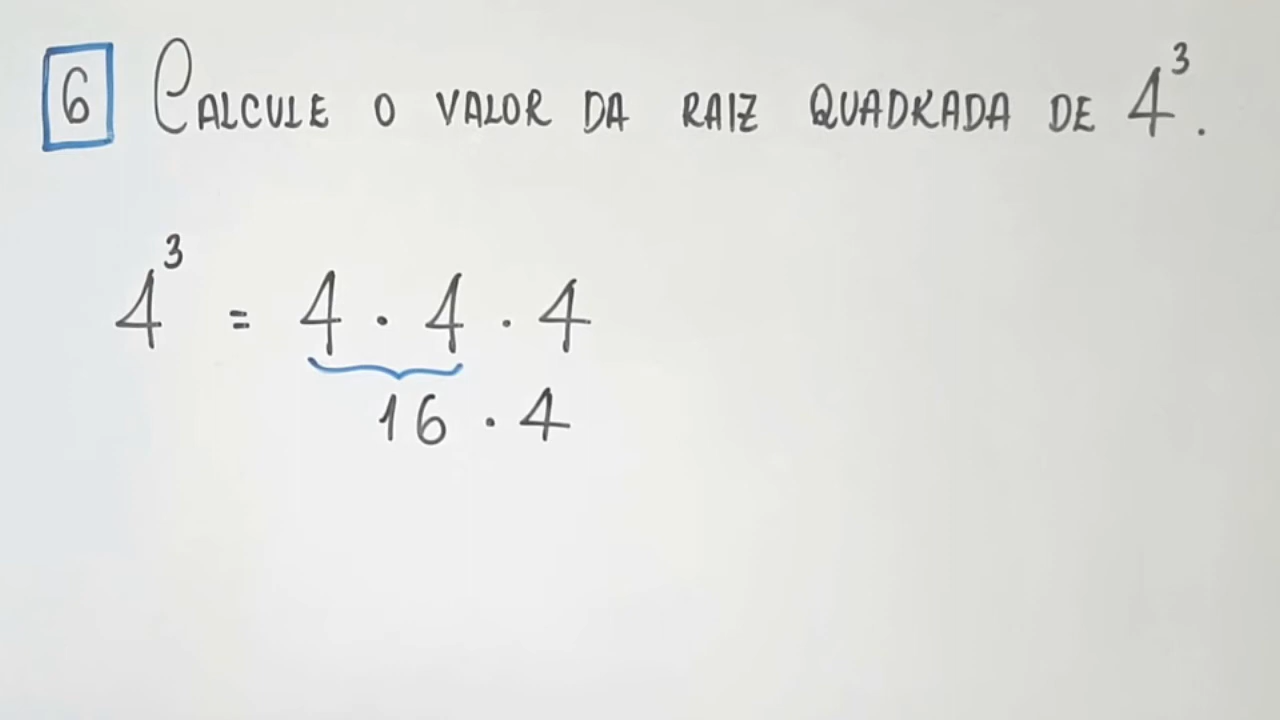 6 Calcule o valor da raiz quadrada de 4³.
4³ = 4 · 4 · 4
16 · 4